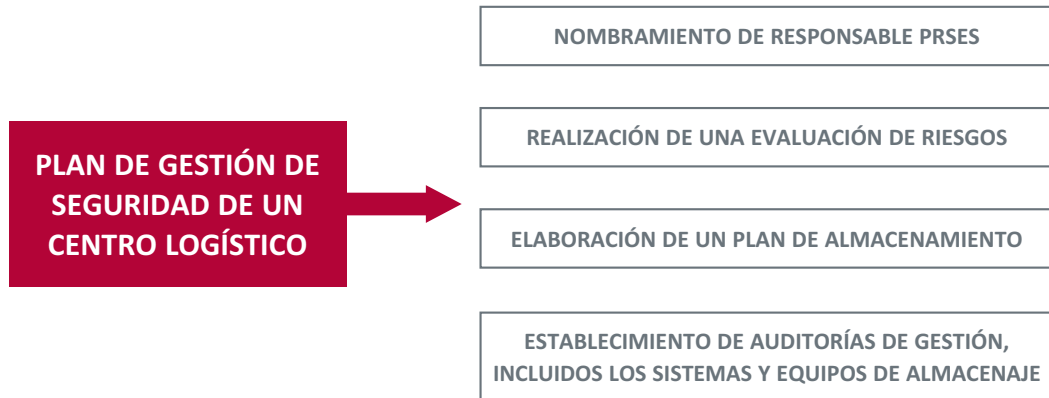 PLAN DE GESTIÓN DE
SEGURIDAD DE UN
CENTRO LOGÍSTICO
NOMBRAMIENTO DE RESPONSABLE PRSES
REALIZACIÓN DE UNA EVALUACIÓN DE RIESGOS
ELABORACIÓN DE UN PLAN DE ALMACENAMIENTO
ESTABLECIMIENTO DE AUDITORÍAS DE GESTIÓN,
INCLUIDOS LOS SISTEMAS Y EQUIPOS DE ALMACENAJE